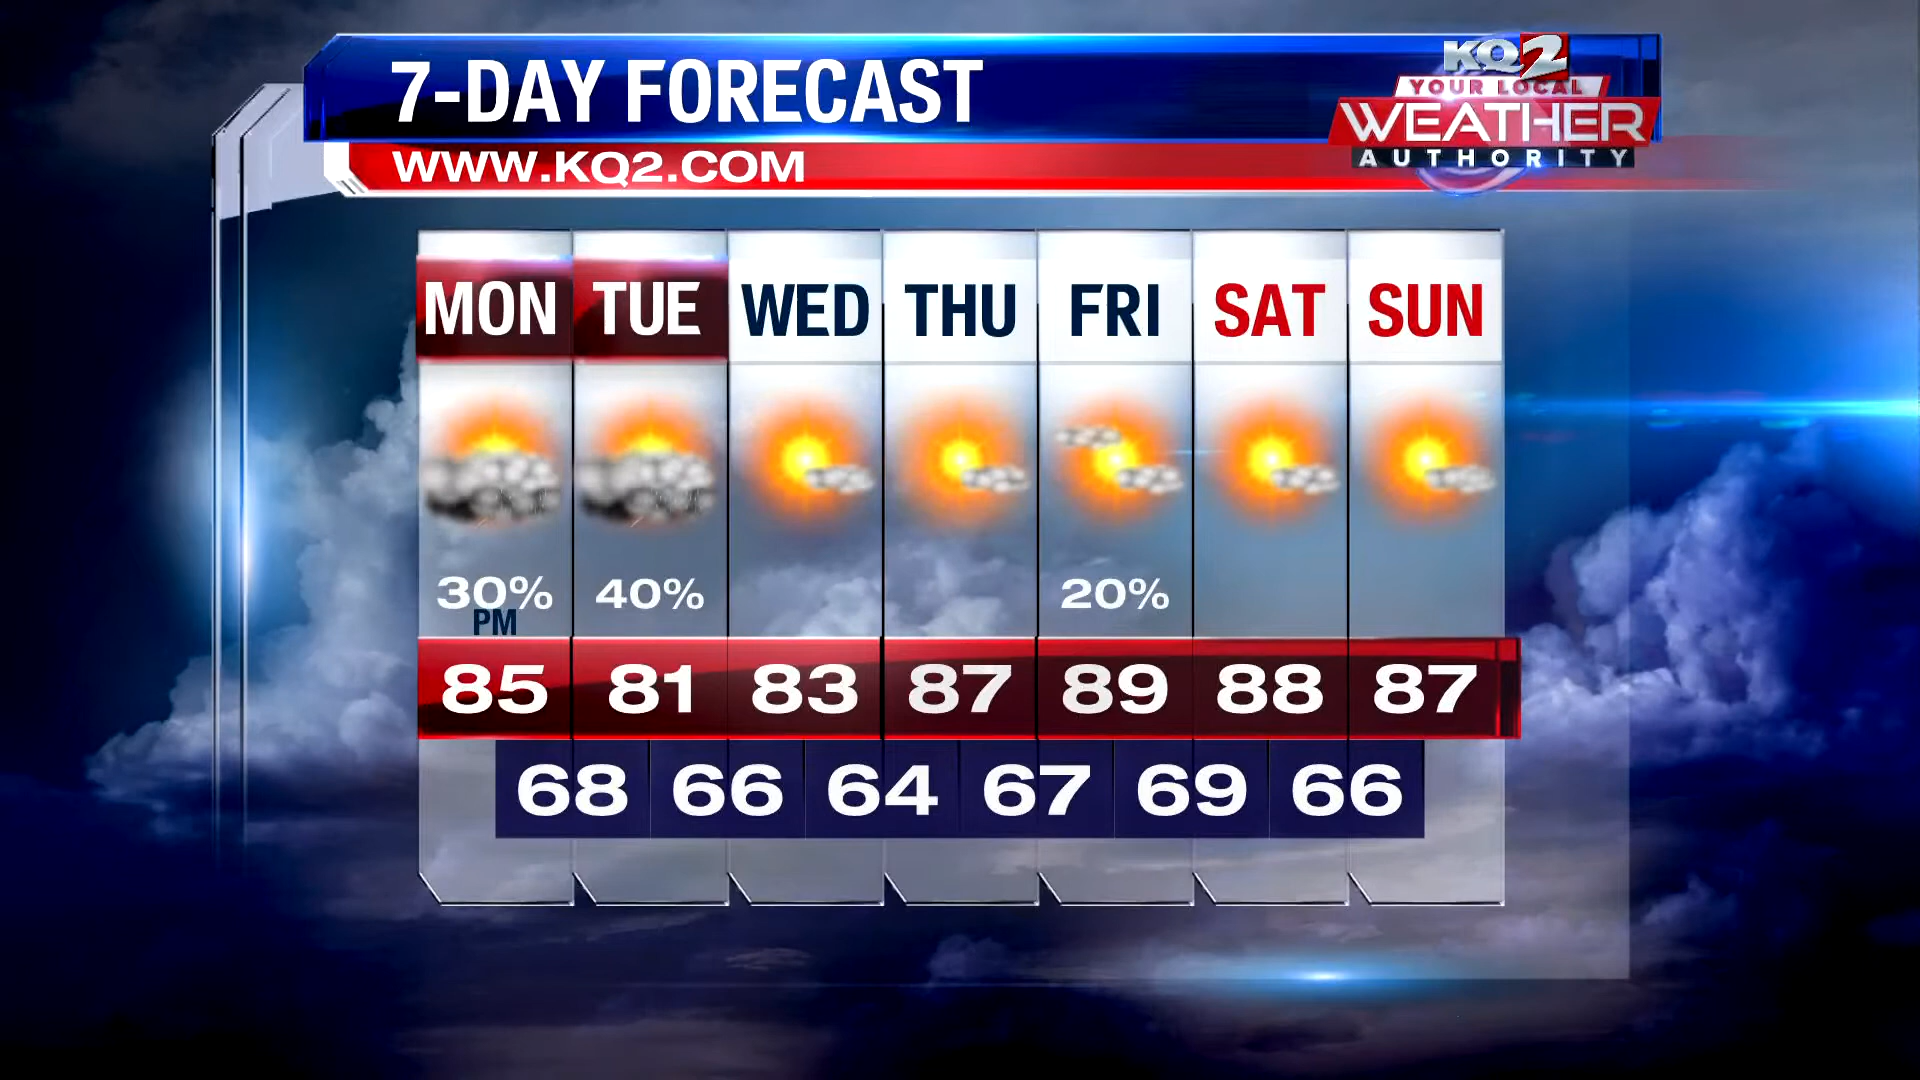 7-DAY FORECAST
KQ2
YOUR LOCAL
WEATHER
AUTHORITY
WWW.KQ2.COM
MON TUE WED THU FRI SAT SUN
30% 40% 20%
PM
85 81 83 87 89 88 87
68 66 64 67 69 66